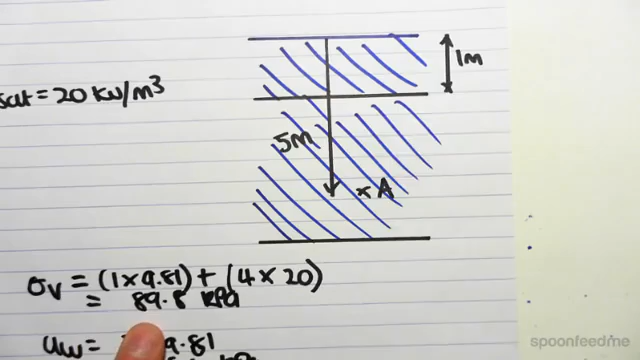 1m
sat = 20 kN/m³
5m
x A
σv = (1 x 9.81) + (4 x 20)
= 89.8 kPa
uw = 9.81
spoonfeedme